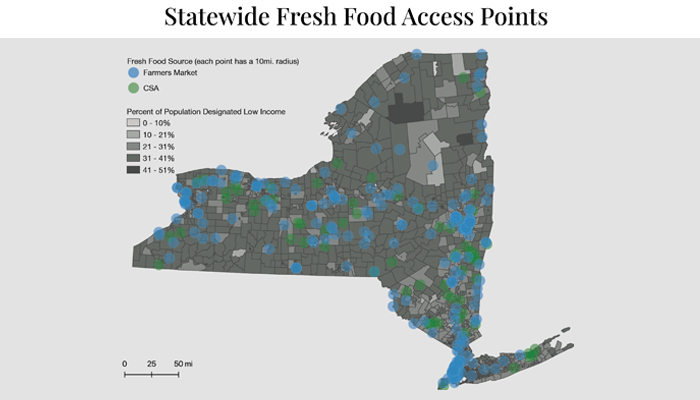 Statewide Fresh Food Access Points
Fresh Food Source (each point has a 10mi. radius)
Farmers Market
CSA
Percent of Population Designated Low Income
0 - 10%
10 - 21%
21 - 31%
31 - 41%
41 - 51%
0 25 50 mi